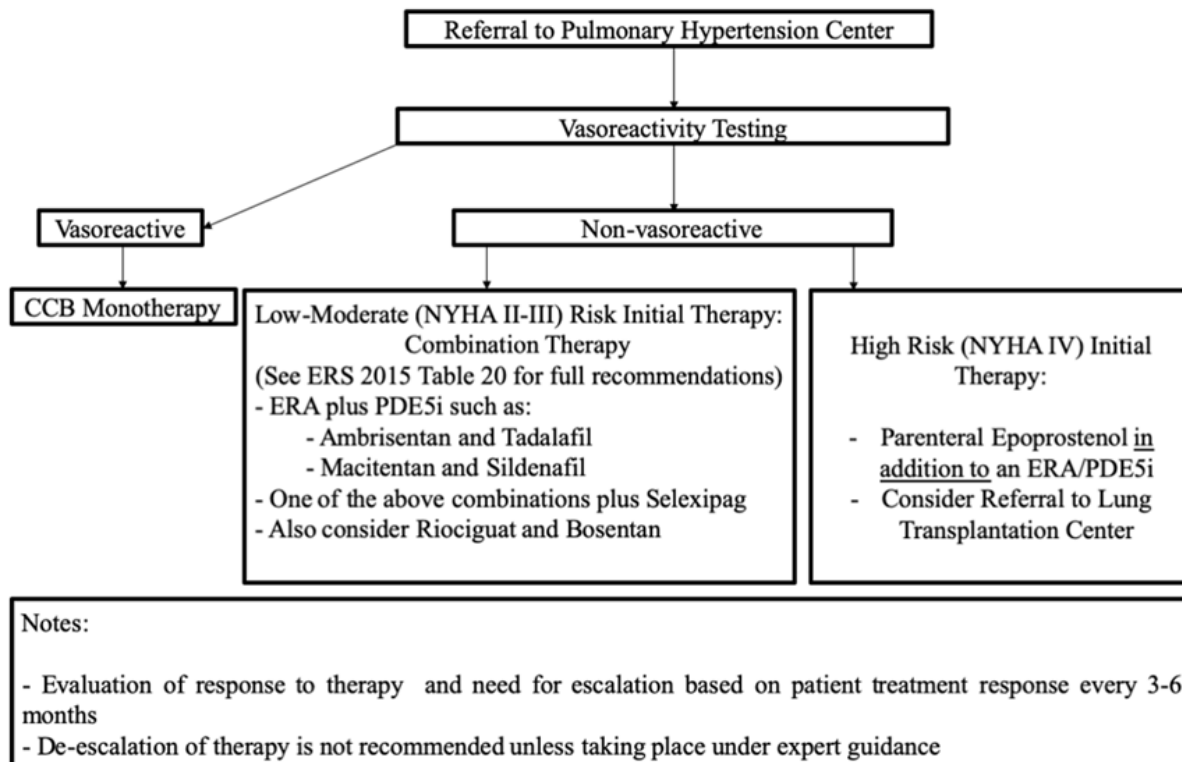 Referral to Pulmonary Hypertension Center
Vasoreactivity Testing
Vasoreactive
Non-vasoreactive
CCB Monotherapy
Low-Moderate (NYHA II-III) Risk Initial Therapy:
Combination Therapy
(See ERS 2015 Table 20 for full recommendations)
- ERA plus PDE5i such as:
- Ambrisentan and Tadalafil
- Macitentan and Sildenafil
- One of the above combinations plus Selexipag
- Also consider Riociguat and Bosentan
High Risk (NYHA IV) Initial
Therapy:
- Parenteral Epoprostenol in
addition to an ERA/PDE5i
- Consider Referral to Lung
Transplantation Center
Notes:
- Evaluation of response to therapy and need for escalation based on patient treatment response every 3-6
months
- De-escalation of therapy is not recommended unless taking place under expert guidance